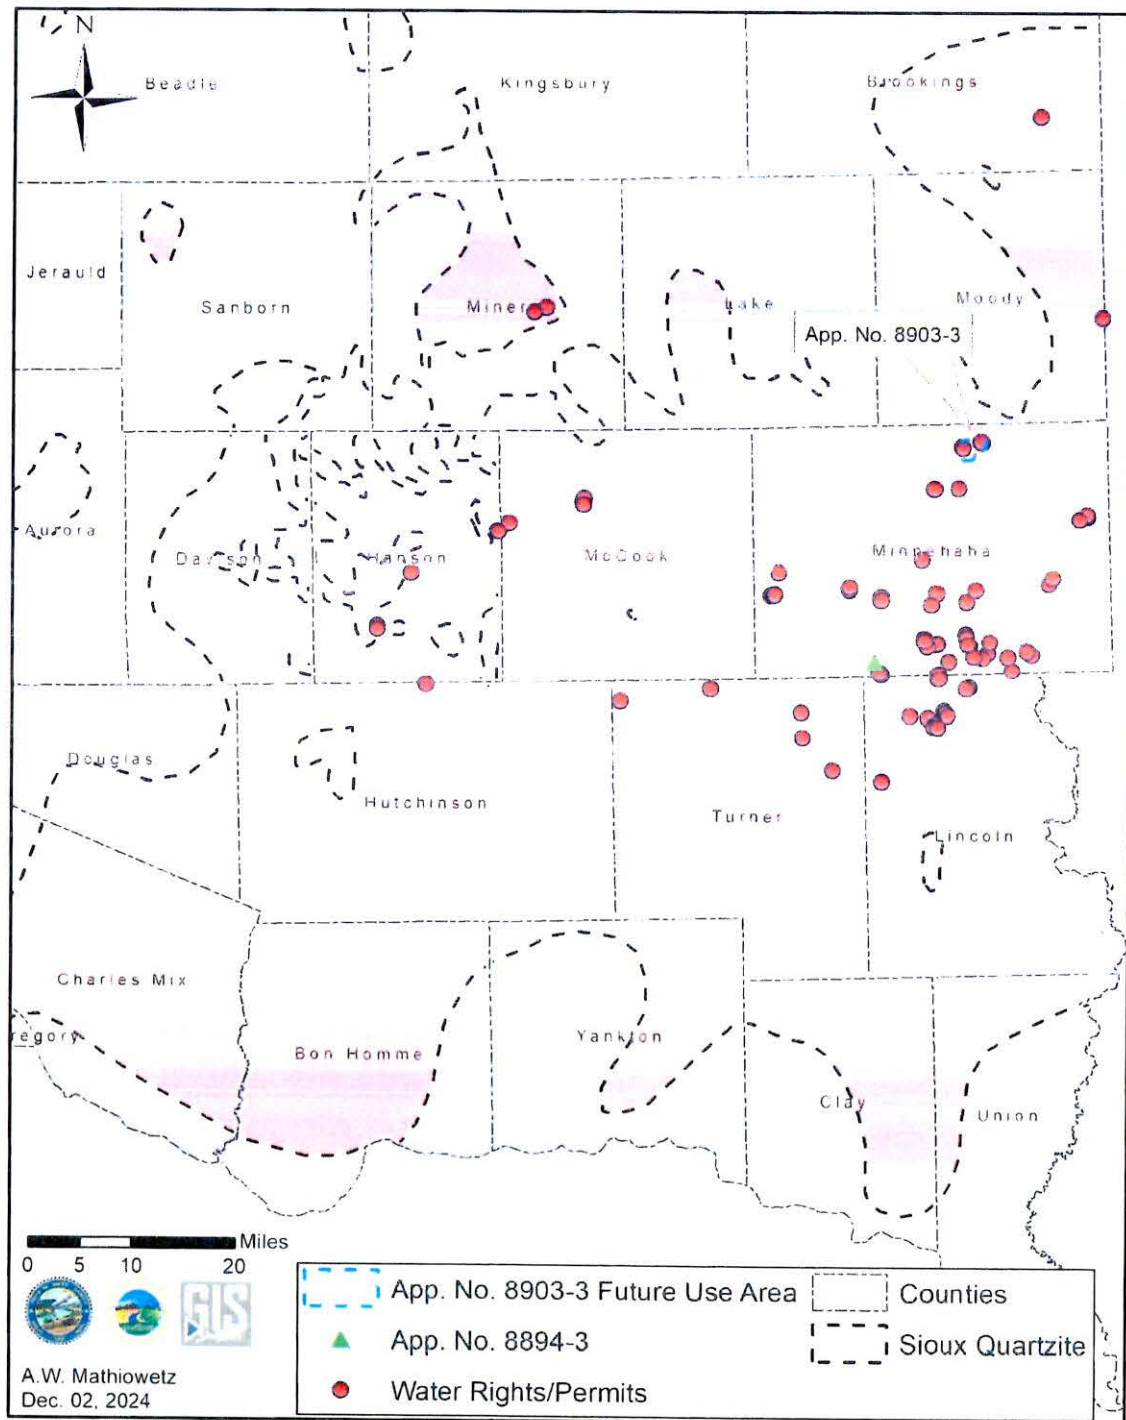 N
Beadle
Kingsbury
Brookings
Jerauld
Sanborn
Miner
Lake
Moody
App. No. 8903-3
Aurora
Davison
Hanson
McCook
Minnehaha
Douglas
Hutchinson
Turner
Lincoln
Charles Mix
regory
Bon Homme
Yankton
Clay
Union
Miles
0 5 10 20
GIS
A.W. Mathiowetz
Dec. 02, 2024
App. No. 8903-3 Future Use Area
App. No. 8894-3
Water Rights/Permits
Counties
Sioux Quartzite